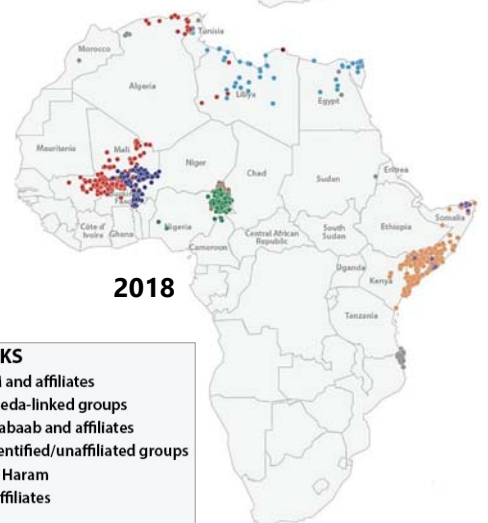 Tunisia
Morocco
Algeria
Libya
Egypt
Mauritania
Mali
Niger
Chad
Sudan
Eritrea
Côte d'
Ivoire
Ghana
Nigeria
Cameroon
Central African
Republic
South
Sudan
Ethiopia
Somalia
Uganda
Kenya
Tanzania
2018
KS
and affiliates
eda-linked groups
abaab and affiliates
entified/unaffiliated groups
Haram
ffiliates